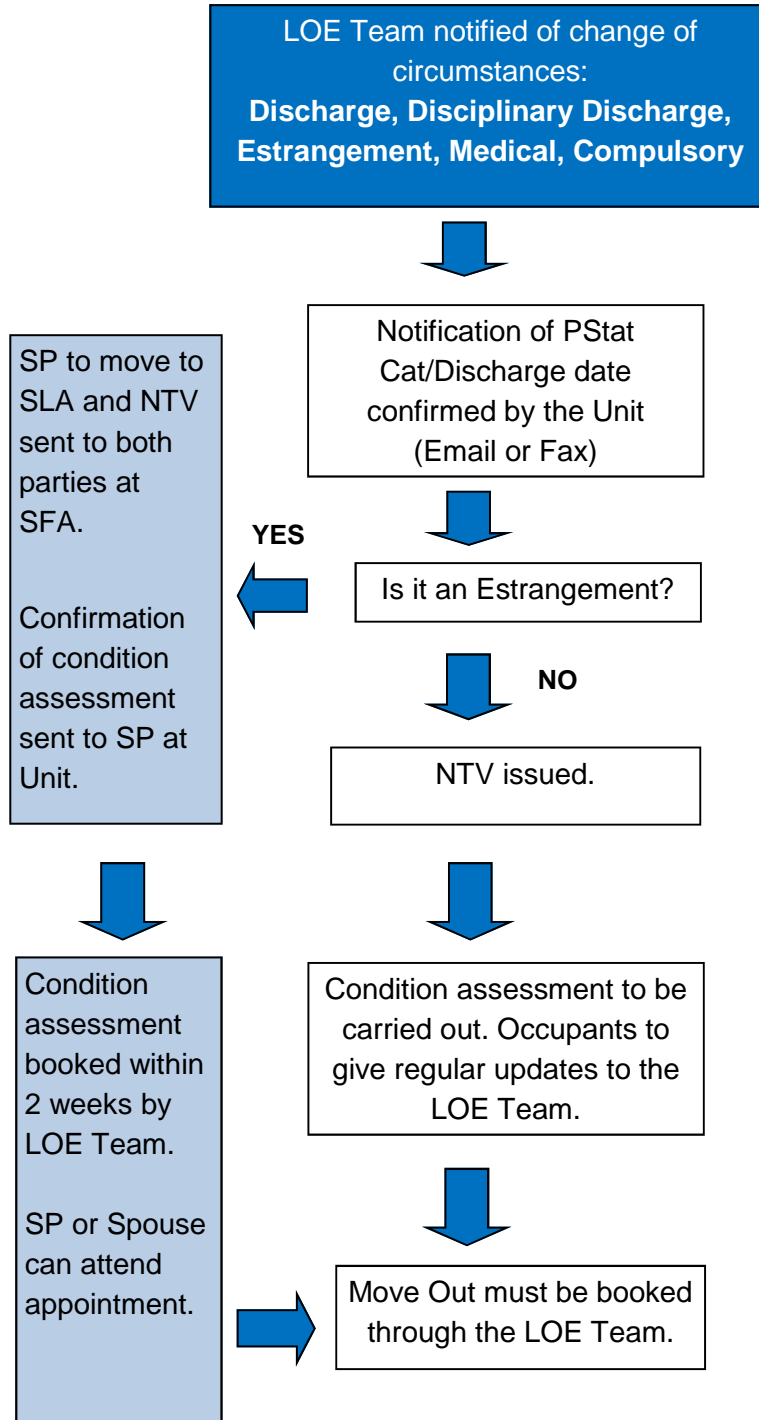 LOE Team notified of change of
circumstances:
Discharge, Disciplinary Discharge,
Estrangement, Medical, Compulsory
Notification of PStat
Cat/Discharge date
confirmed by the Unit
(Email or Fax)
Is it an Estrangement?
YES
SP to move to
SLA and NTV
sent to both
parties at
SFA.
Confirmation
of condition
assessment
sent to SP at
Unit.
NO
NTV issued.
Condition
assessment
booked within
2 weeks by
LOE Team.
SP or Spouse
can attend
appointment.
Condition assessment to be
carried out. Occupants to
give regular updates to the
LOE Team.
Move Out must be booked
through the LOE Team.